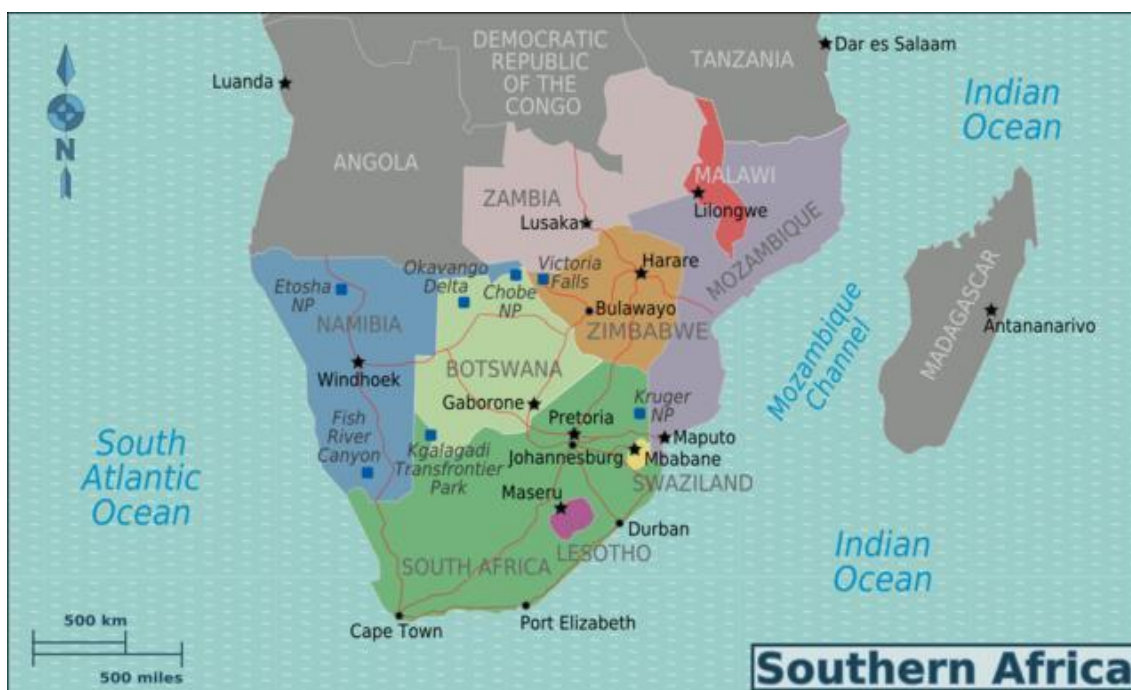 DEMOCRATIC
REPUBLIC
OF THE
CONGO
TANZANIA
Dar es Salaam
Luanda
Indian
Ocean
N
ANGOLA
MALAWI
ZAMBIA
Lilongwe
Lusaka
MOZAMBIQUE
Okavango
Delta
Victoria
Falls
Harare
Etosha
NP
Chobe
NP
NAMIBIA
Bulawayo
ZIMBABWE
MADAGASCAR
Antananarivo
Mozambique
Channel
Windhoek
BOTSWANA
Gaborone
Kruger
NP
Pretoria
Fish
River
Canyon
Kgalagadi
Transfrontier
Park
Johannesburg
Maputo
Mbabane
SWAZILAND
South
Atlantic
Ocean
Maseru
Durban
LESOTHO
SOUTH AFRICA
Indian
Ocean
500 km
500 miles
Cape Town
Port Elizabeth
Southern Africa